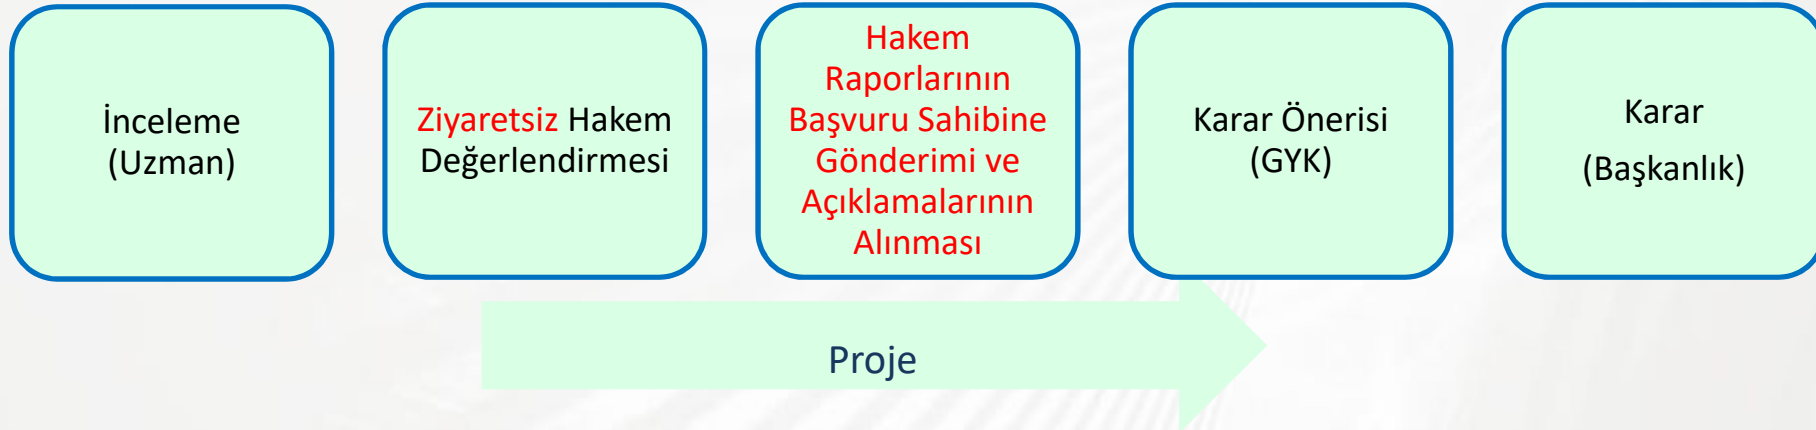 İnceleme
(Uzman)
Ziyaretsiz Hakem
Değerlendirmesi
Hakem
Raporlarının
Başvuru Sahibine
Gönderimi ve
Açıklamalarının
Alınması
Karar Önerisi
(GYK)
Karar
(Başkanlık)
Proje